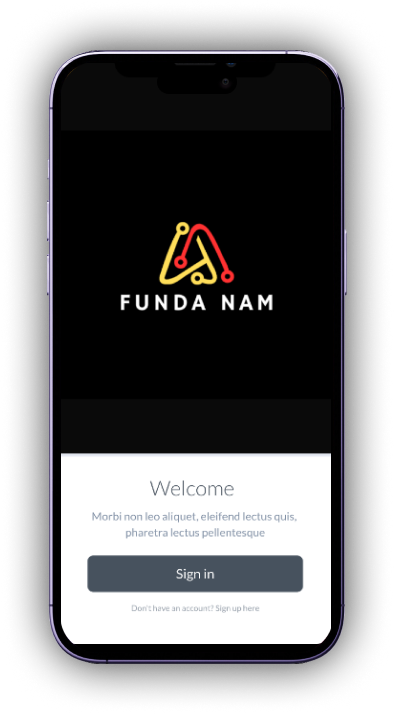 FUNDA NAM
Welcome
Morbi non leo aliquet, eleifend lectus quis,
pharetra lectus pellentesque
Sign in
Don't have an account? Sign up here